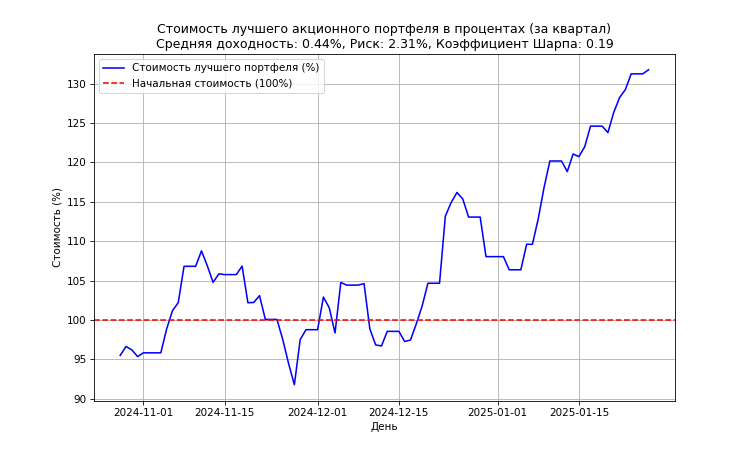 Стоимость лучшего акционного портфеля в процентах (за квартал)
Средняя доходность: 0.44%, Риск: 2.31%, Коэффициент Шарпа: 0.19
Стоимость лучшего портфеля (%)
Начальная стоимость (100%)
Стоимость (%)
130
125
120
115
110
105
100
95
90
2024-11-01
2024-11-15
2024-12-01
2024-12-15
2025-01-01
2025-01-15
День